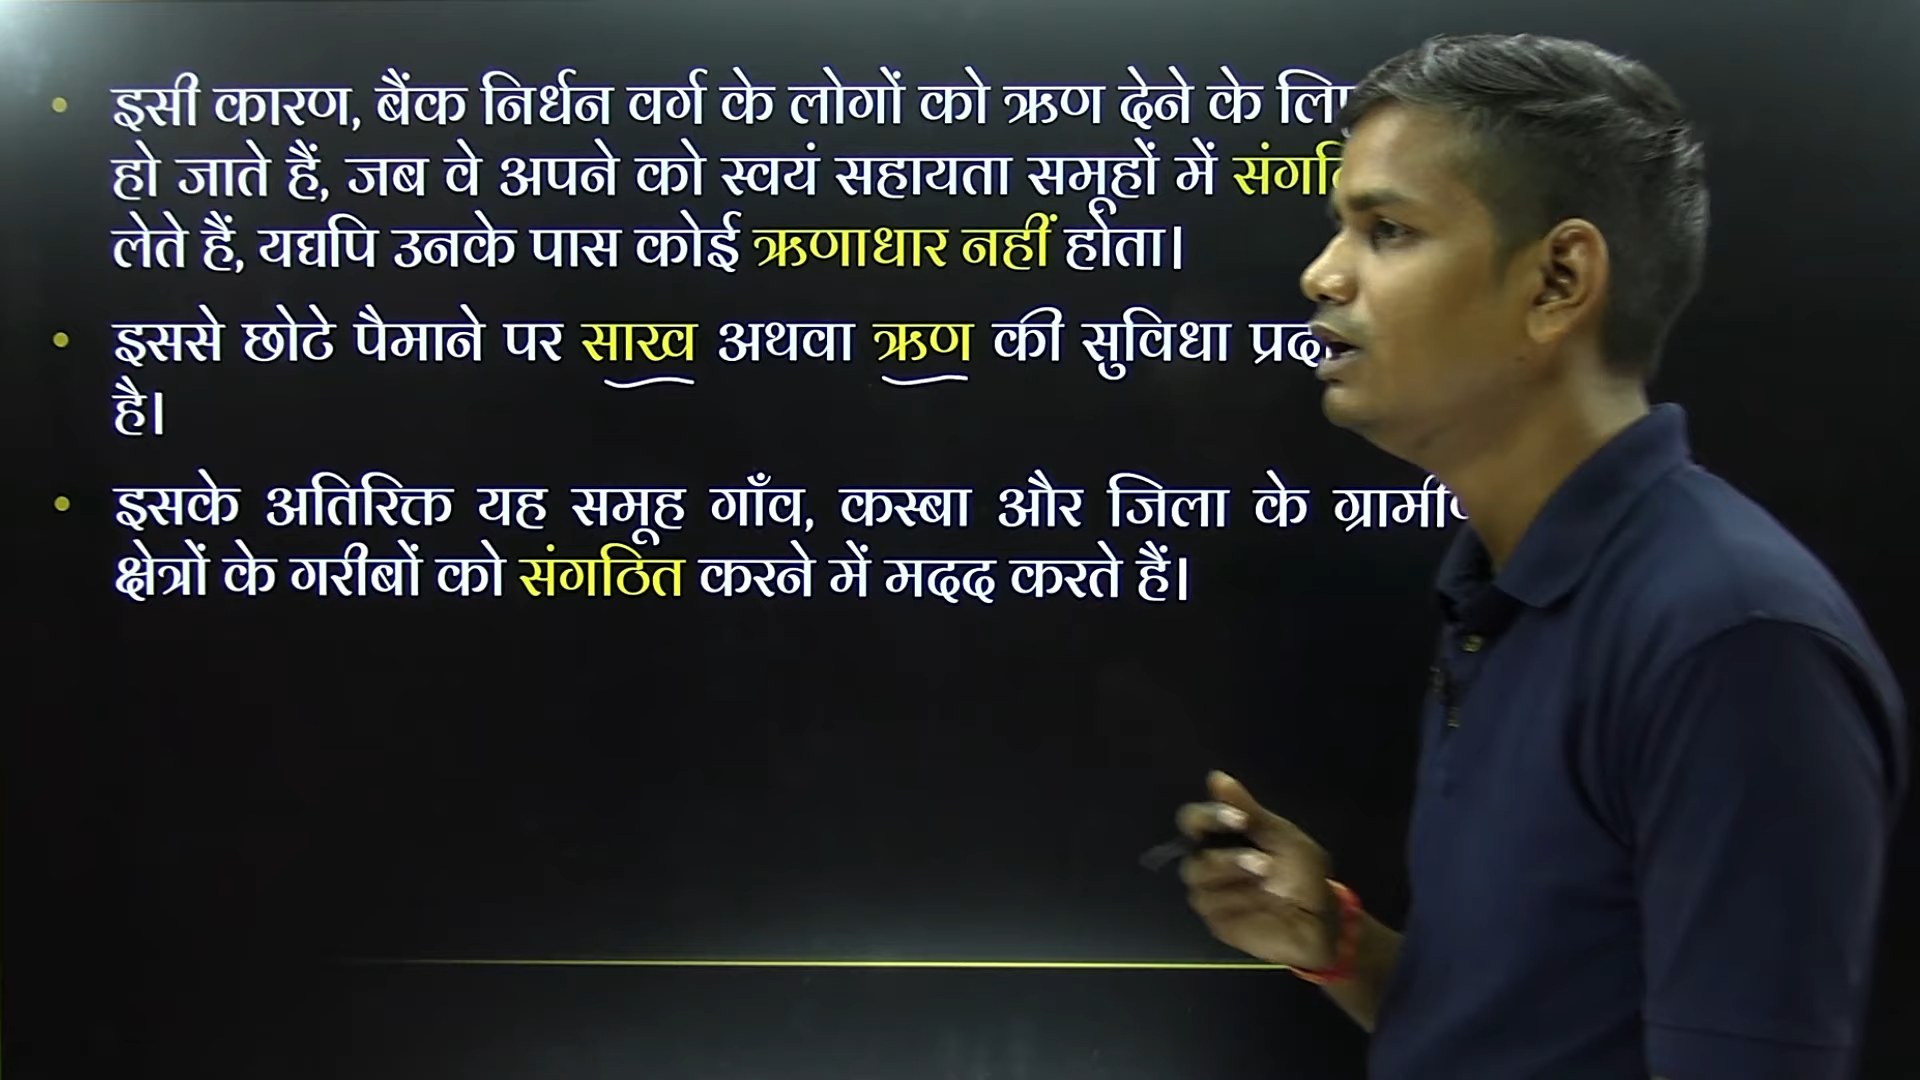 इसी कारण, बैंक निर्धन वर्ग के लोगों को ऋण देने के
हो जाते हैं, जब वे अपने को स्वयं सहायता समूहों में
लेते हैं, यद्यपि उनके पास कोई ऋणाधार नहीं होता।
इससे छोटे पैमाने पर साख अथवा ऋण की सुविधा
है।
इसके अतिरिक्त यह समूह गाँव, कस्बा और जिला के
क्षेत्रों के गरीबों को संगठित करने में मदद करते हैं।